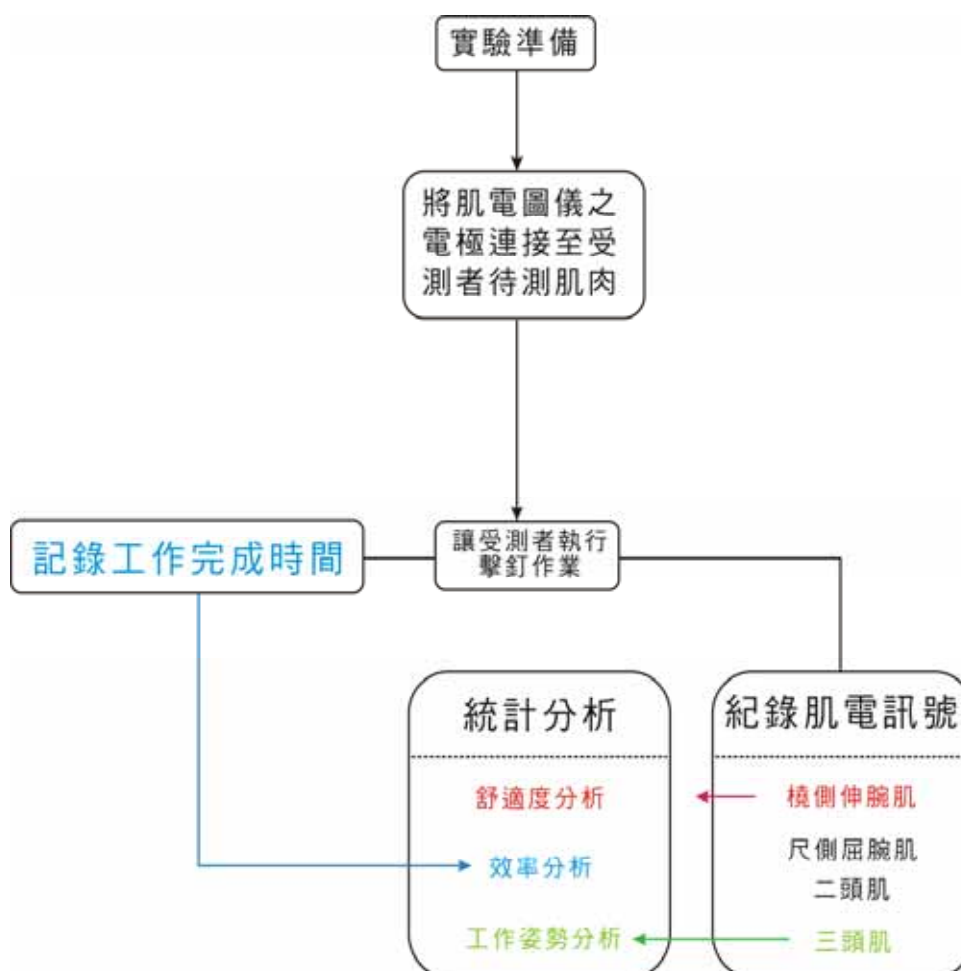 實驗準備
將肌電圖儀之
電極連接至受
測者待測肌肉
記錄工作完成時間
讓受測者執行
擊釘作業
統計分析
舒適度分析
效率分析
工作姿勢分析
紀錄肌電訊號
橈側伸腕肌
尺側屈腕肌
二頭肌
三頭肌